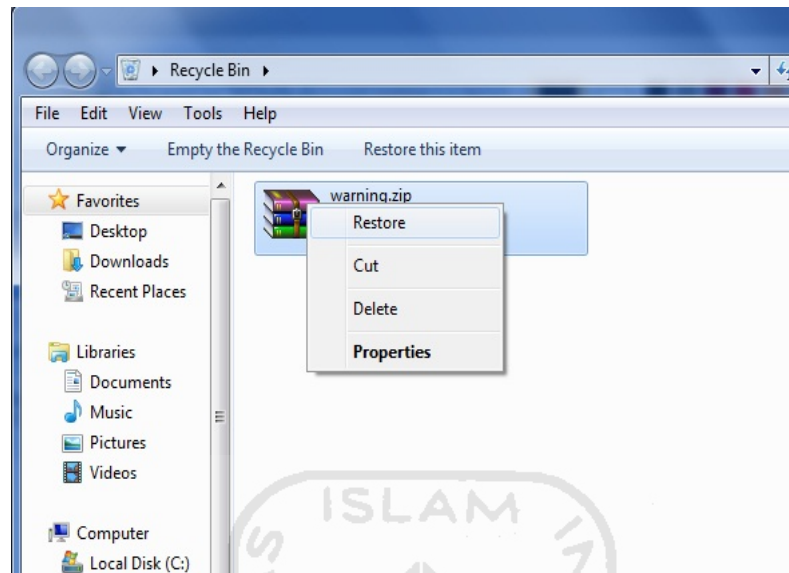 Recycle Bin
File Edit View Tools Help
Organize Empty the Recycle Bin Restore this item
Favorites
Desktop
Downloads
Recent Places
Libraries
Documents
Music
Pictures
Videos
Computer
Local Disk (C:)
warning.zip
Restore
Cut
Delete
Properties
ISLAM